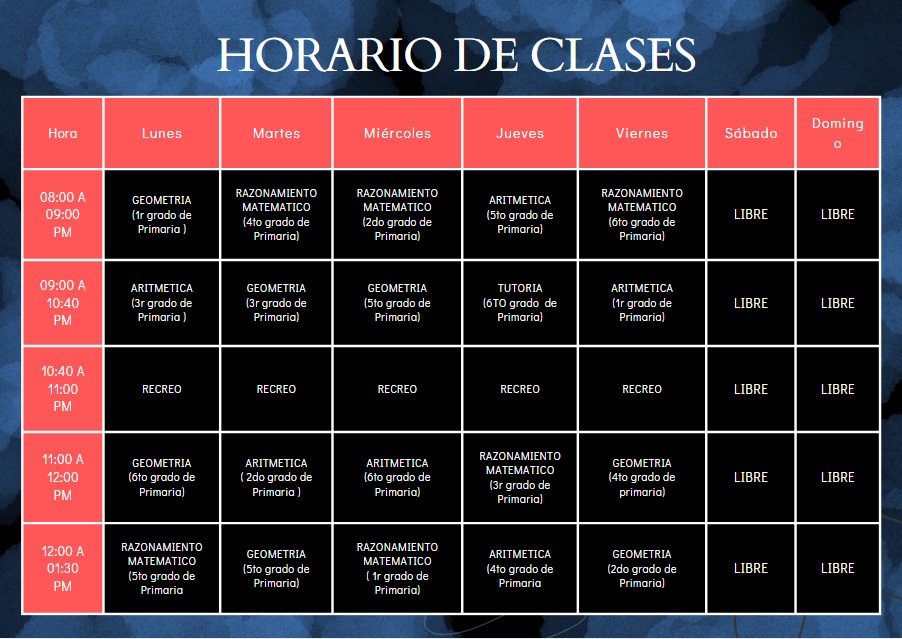 HORARIO DE CLASES
Hora
Lunes
Martes
Miércoles
Jueves
Viernes
Sábado
Doming
o
08:00 A
09:00
PM
GEOMETRIA
(1r grado de
Primaria )
RAZONAMIENTO
MATEMATICO
(4to grado de
Primaria)
RAZONAMIENTO
MATEMATICO
(2do grado de
Primaria)
ARITMETICA
(5to grado de
Primaria)
RAZONAMIENTO
MATEMATICO
(6to grado de
Primaria)
LIBRE
LIBRE
09:00 A
10:40
PM
ARITMETICA
(3r grado de
Primaria )
GEOMETRIA
(3r grado de
Primaria)
GEOMETRIA
(5to grado de
Primaria)
TUTORIA
(6TO grado  de
Primaria)
ARITMETICA
(1r grado de
Primaria)
LIBRE
LIBRE
10:40 A
11:00
PM
RECREO
RECREO
RECREO
RECREO
RECREO
LIBRE
LIBRE
11:00 A
12:00
PM
GEOMETRIA
(6to grado de
Primaria)
ARITMETICA
( 2do grado de
Primaria )
ARITMETICA
(6to grado de
Primaria)
RAZONAMIENTO
MATEMATICO
(3r grado de
Primaria)
GEOMETRIA
(4to grado de
primaria)
LIBRE
LIBRE
12:00 A
01:30
PM
RAZONAMIENTO
MATEMATICO
(5to grado de
Primaria
GEOMETRIA
(5to grado de
Primaria)
RAZONAMIENTO
MATEMATICO
( 1r grado de
Primaria)
ARITMETICA
(4to grado de
Primaria
GEOMETRIA
(2do grado de
Primaria)
LIBRE
LIBRE